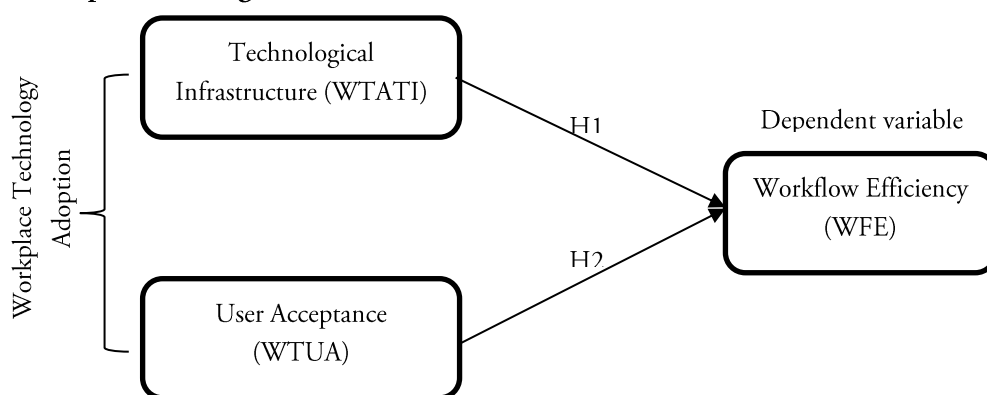 Technological
Infrastructure (WTATI)
Workplace Technology
Adoption
H1
Dependent variable
Workflow Efficiency
(WFE)
H2
User Acceptance
(WTUA)